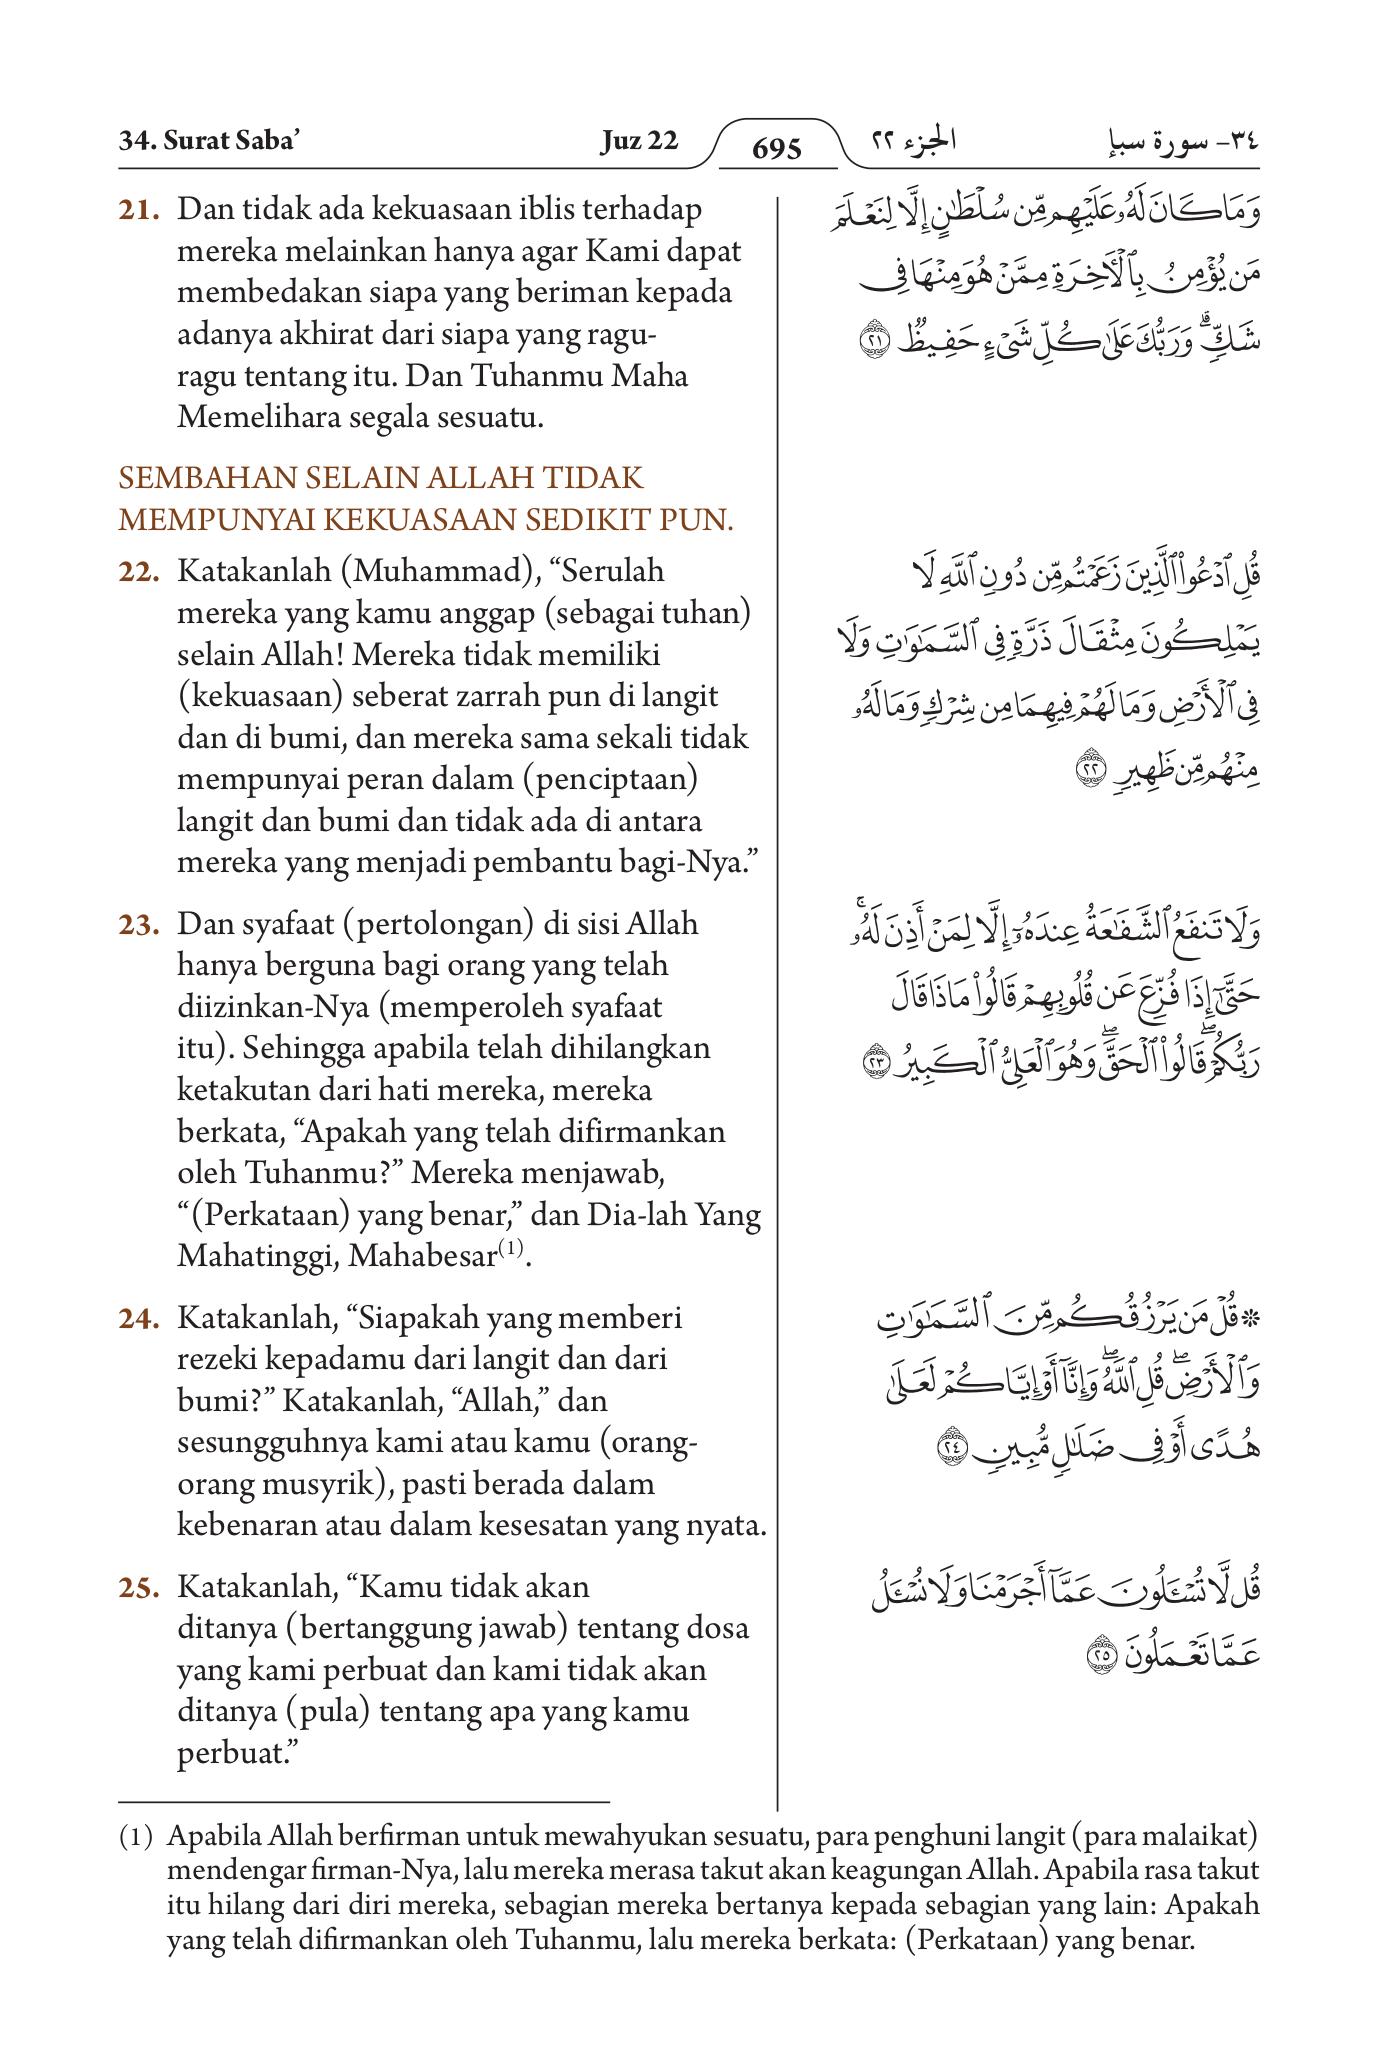 34. Surat Saba’ Juz 22 695 الجزء ٢٢ ٣٤- سورة سبإ
21. Dan tidak ada kekuasaan iblis terhadap
mereka melainkan hanya agar Kami dapat
membedakan siapa yang beriman kepada
adanya akhirat dari siapa yang ragu-
ragu tentang itu. Dan Tuhanmu Maha
Memelihara segala sesuatu.
وَمَا كَانَ لَهُۥ عَلَيْهِم مِّن سُلْطَٰنٍ إِلَّا لِنَعْلَمَ
مَن يُؤْمِنُ بِٱلْأَخِرَةِ مِمَّنْ هُوَ مِنْهَا فِى
شَكٍّۗ وَرَبُّكَ عَلَىٰ كُلِّ شَىْءٍ حَفِيظٌ ٢١
SEMBAHAN SELAIN ALLAH TIDAK
MEMPUNYAI KEKUASAAN SEDIKIT PUN.
22. Katakanlah (Muhammad), “Serulah
mereka yang kamu anggap (sebagai tuhan)
selain Allah! Mereka tidak memiliki
(kekuasaan) seberat zarrah pun di langit
dan di bumi, dan mereka sama sekali tidak
mempunyai peran dalam (penciptaan)
langit dan bumi dan tidak ada di antara
mereka yang menjadi pembantu bagi-Nya.”
قُلِ ٱدْعُوا۟ ٱلَّذِينَ زَعَمْتُم مِّن دُونِ ٱللَّهِ لَا
يَمْلِكُونَ مِثْقَالَ ذَرَّةٍ فِى ٱلسَّمَٰوَٰتِ وَلَا
فِى ٱلْأَرْضِ وَمَا لَهُمْ فِيهِمَا مِن شِرْكٍ وَمَا لَهُۥ
مِنْهُم مِّن ظَهِيرٍ ٢٢
23. Dan syafaat (pertolongan) di sisi Allah
hanya berguna bagi orang yang telah
diizinkan-Nya (memperoleh syafaat
itu). Sehingga apabila telah dihilangkan
ketakutan dari hati mereka, mereka
berkata, “Apakah yang telah difirmankan
oleh Tuhanmu?” Mereka menjawab,
“(Perkataan) yang benar,” dan Dia-lah Yang
Mahatinggi, Mahabesar(1).
وَلَا تَنفَعُ ٱلشَّفَٰعَةُ عِندَهُۥٓ إِلَّا لِمَنْ أَذِنَ لَهُۥۚ
حَتَّىٰٓ إِذَا فُزِّعَ عَن قُلُوبِهِمْ قَالُوا۟ مَاذَا قَالَ
رَبُّكُمْۖ قَالُوا۟ ٱلْحَقَّۖ وَهُوَ ٱلْعَلِىُّ ٱلْكَبِيرُ ٢٣
24. Katakanlah, “Siapakah yang memberi
rezeki kepadamu dari langit dan dari
bumi?” Katakanlah, “Allah,” dan
sesungguhnya kami atau kamu (orang-
orang musyrik), pasti berada dalam
kebenaran atau dalam kesesatan yang nyata.
* قُلْ مَن يَرْزُقُكُم مِّنَ ٱلسَّمَٰوَٰتِ
وَٱلْأَرْضِۖ قُلِ ٱللَّهُۖ وَإِنَّآ أَوْ إِيَّاكُمْ لَعَلَىٰ
هُدًى أَوْ فِى ضَلَٰلٍ مُّبِينٍ ٢٤
25. Katakanlah, “Kamu tidak akan
ditanya (bertanggung jawab) tentang dosa
yang kami perbuat dan kami tidak akan
ditanya (pula) tentang apa yang kamu
perbuat.”
قُل لَّا تُسْـَٔلُونَ عَمَّآ أَجْرَمْنَا وَلَا نُسْـَٔلُ
عَمَّا تَعْمَلُونَ ٢٥
(1) Apabila Allah berfirman untuk mewahyukan sesuatu, para penghuni langit (para malaikat)
mendengar firman-Nya, lalu mereka merasa takut akan keagungan Allah. Apabila rasa takut
itu hilang dari diri mereka, sebagian mereka bertanya kepada sebagian yang lain: Apakah
yang telah difirmankan oleh Tuhanmu, lalu mereka berkata: (Perkataan) yang benar.